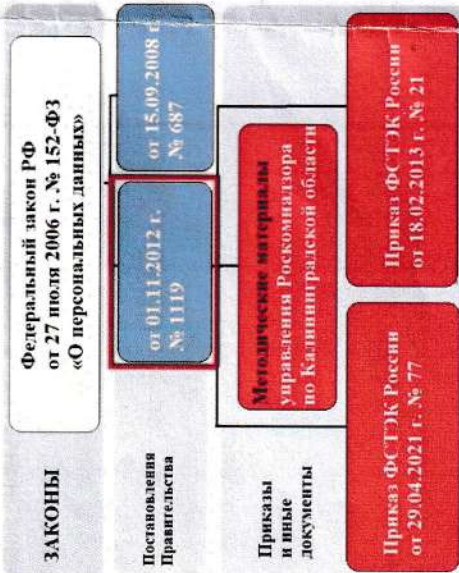 ЗАКОНЫ
Федеральный закон РФ
от 27 июля 2006 г. № 152-ФЗ
«О персональных данных»
Постановления
Правительства
от 01.11.2012 г.
№ 1119
от 15.09.2008 г.
№ 687
Приказы
и иные
документы
Методические материалы
управления Роскомнадзора
по Калининградской области
Приказ ФСТЭК России
от 29.04.2021 г. № 77
Приказ ФСТЭК России
от 18.02.2013 г. № 21